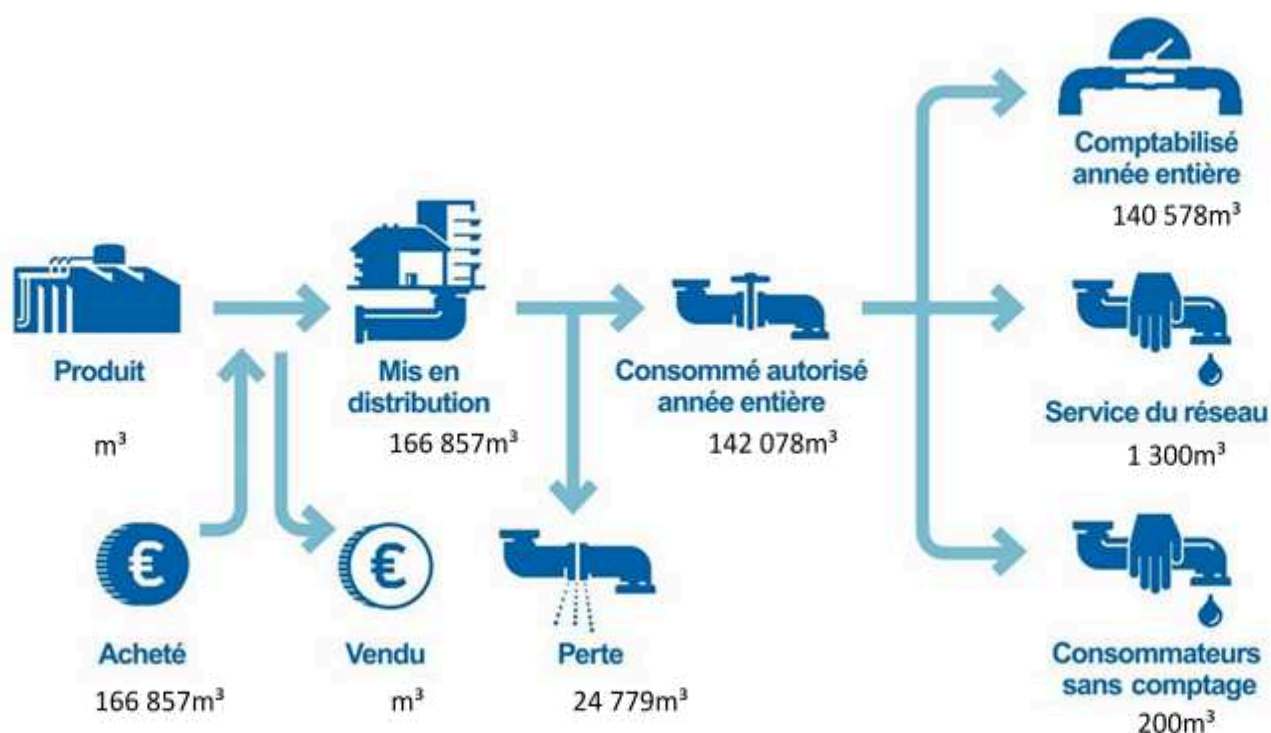 Comptabilisé
année entière
140 578m³
Produit
m³
Mis en
distribution
166 857m³
Consommé autorisé
année entière
142 078m³
Service du réseau
1 300m³
€
Acheté
166 857m³
€
Vendu
m³
Perte
24 779m³
Consommateurs
sans comptage
200m³